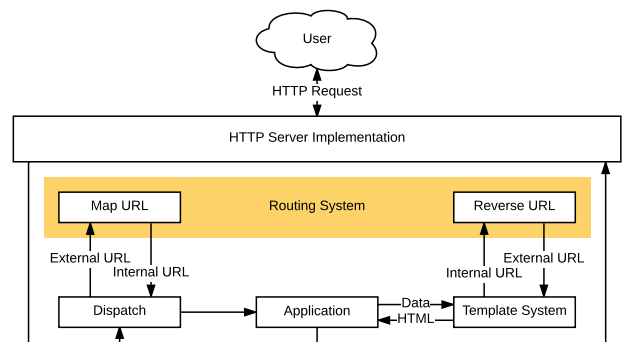 User
HTTP Request
HTTP Server Implementation
Map URL
Routing System
Reverse URL
External URL
Internal URL
External URL
Internal URL
Dispatch
Application
Data
HTML
Template System